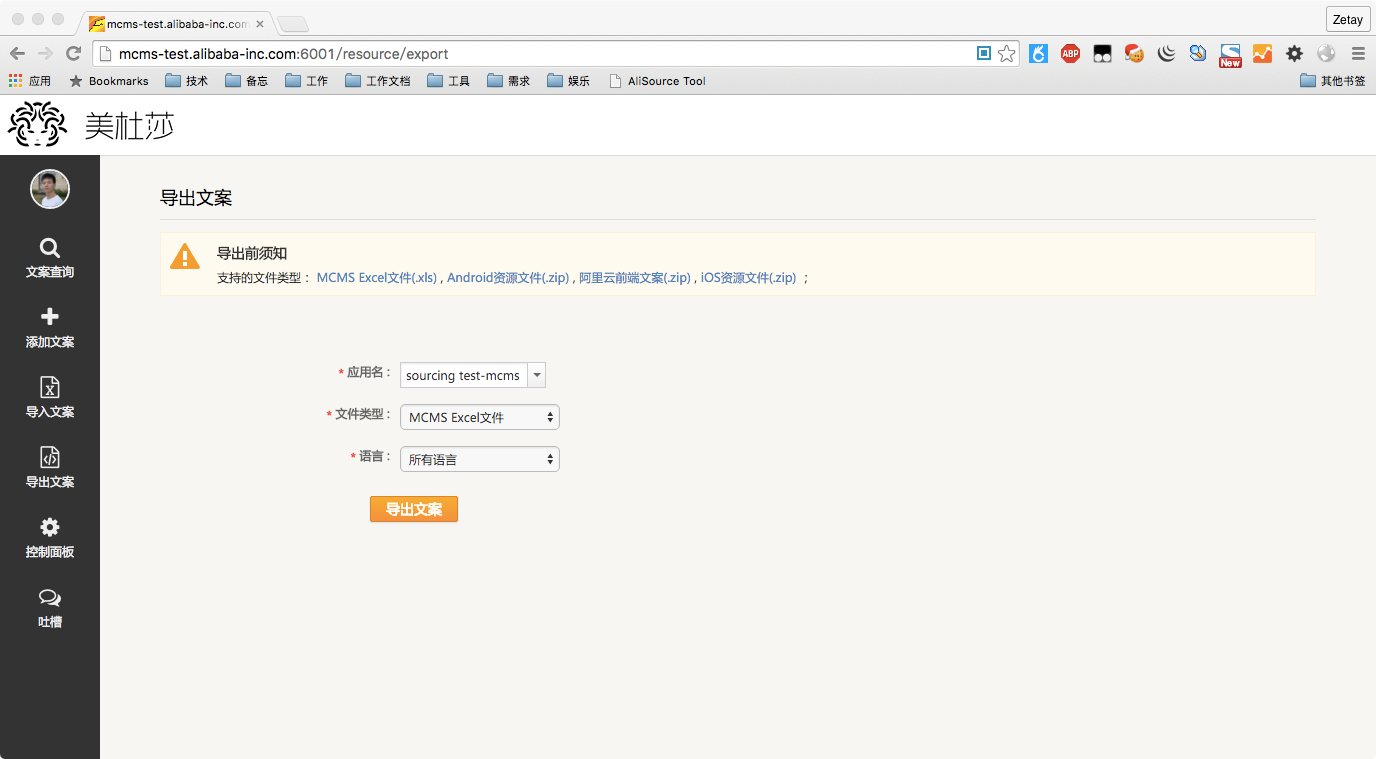 mcms-test.alibaba-inc.com
Zetay
mcms-test.alibaba-inc.com:6001/resource/export
ABP
New
应用
Bookmarks
技术
备忘
工作
工作文档
工具
需求
娱乐
AliSource Tool
其他书签
美杜莎
文案查询
添加文案
导入文案
导出文案
控制面板
吐槽
导出文案
导出前须知
支持的文件类型： MCMS Excel文件(.xls) , Android资源文件(.zip) , 阿里云前端文案(.zip) , iOS资源文件(.zip) ；
* 应用名： sourcing test-mcms
* 文件类型： MCMS Excel文件
* 语言： 所有语言
导出文案